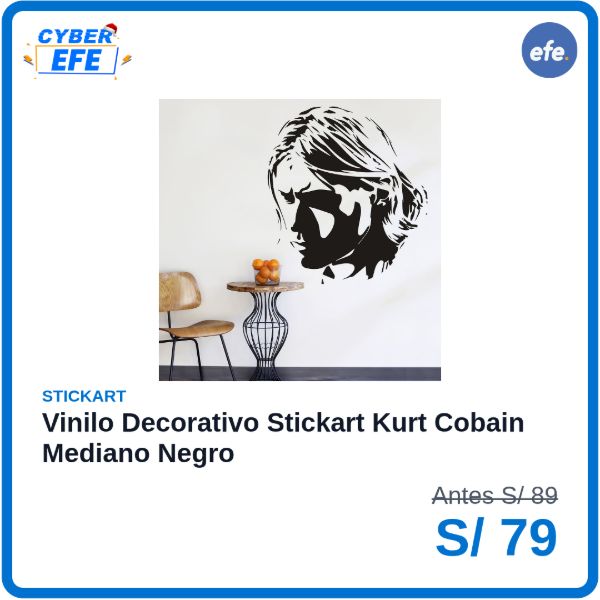 CYBER
EFE
efe.
STICKART
Vinilo Decorativo Stickart Kurt Cobain
Mediano Negro
Antes S/ 89
S/ 79